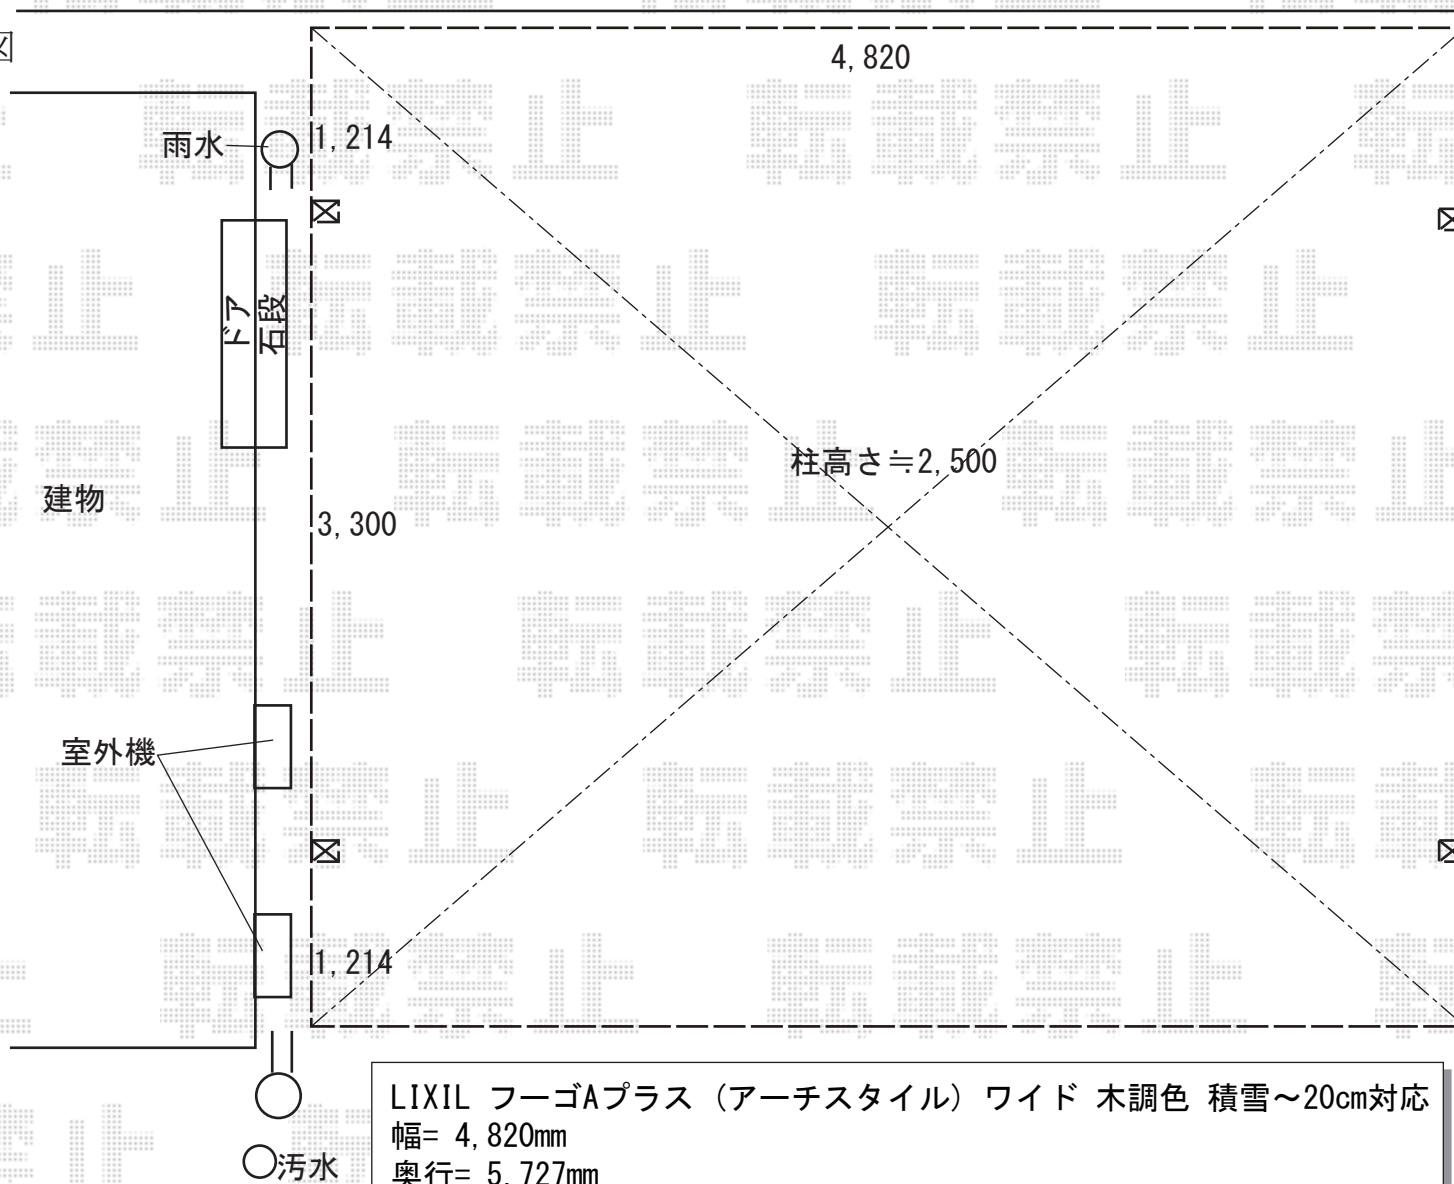 図
4,820
雨水
1,214
ドア
石段
柱高さ≒2,500
建物
3,300
室外機
1,214
LIXIL フーゴAプラス（アーチスタイル）ワイド 木調色 積雪～20cm対応
幅= 4,820mm
汚水
奥行= 5,727mm
転載禁止